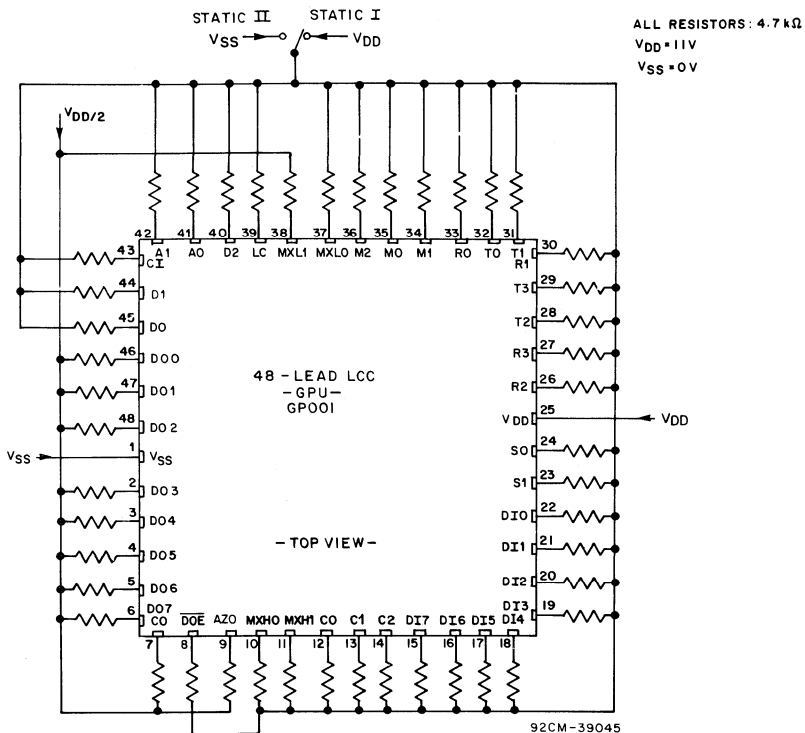 STATIC II STATIC I
VSS VDD
ALL RESISTORS: 4.7kΩ
VDD = 11V
VSS = 0V
VDD/2
42 41 40 39 38 37 36 35 34 33 32 31
A1 A0 D2 LC MXL1 MXL0 M2 M0 M1 R0 T0 T1
43 CI
44 D1
45 D0
46 DO0
47 DO1
48 DO2
VSS 1 VSS
2 DO3
3 DO4
4 DO5
5 DO6
6 DO7
48-LEAD LCC
-GPU-
GP001
-TOP VIEW-
R1 30
T3 29
T2 28
R3 27
R2 26
VDD 25 VDD
S0 24
S1 23
DI0 22
DI1 21
DI2 20
DI3 19
CO DOE AZ0 MXH0 MXH1 C0 C1 C2 DI7 DI6 DI5 DI4
7 8 9 10 11 12 13 14 15 16 17 18
92CM-39045